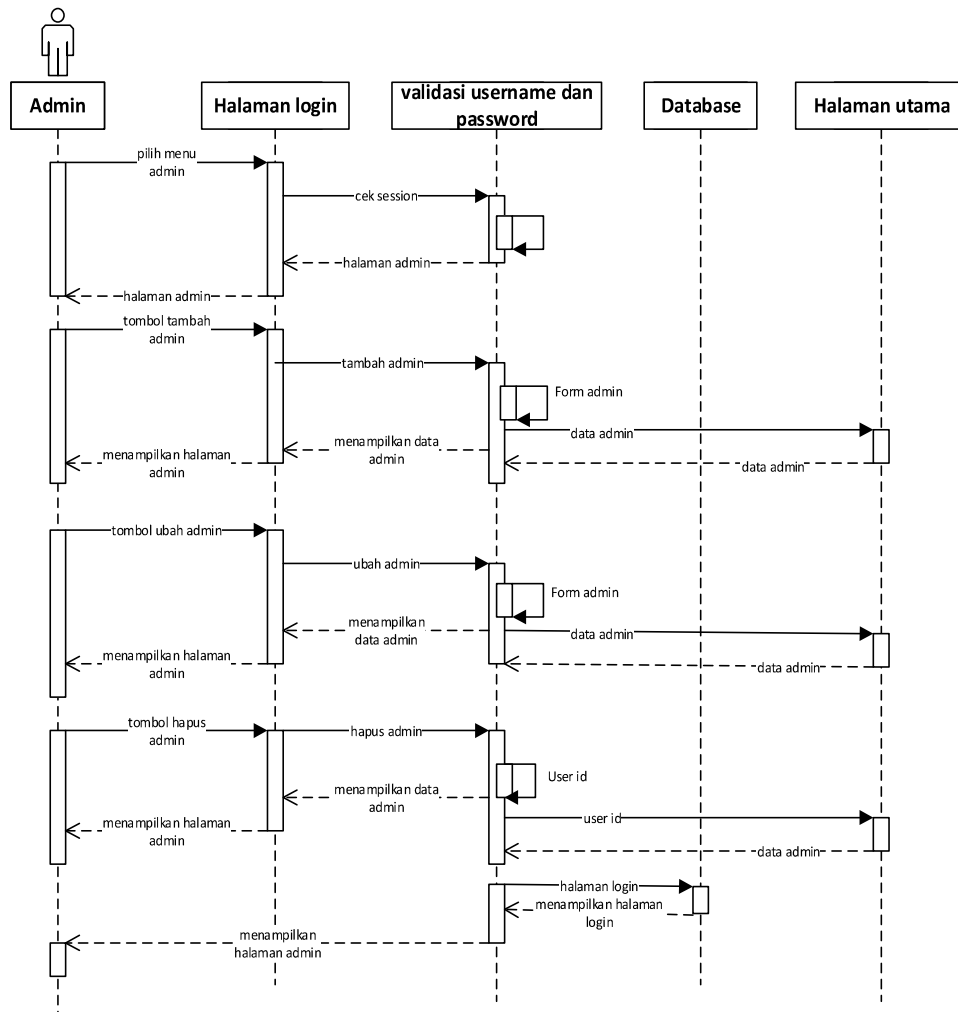 Admin
Halaman login
validasi username dan
password
Database
Halaman utama
pilih menu
admin
cek session
halaman admin
halaman admin
tombol tambah
admin
tambah admin
Form admin
data admin
menampilkan data
admin
menampilkan halaman
admin
data admin
tombol ubah admin
ubah admin
Form admin
menampilkan
data admin
data admin
menampilkan halaman
admin
data admin
tombol hapus
admin
hapus admin
User id
menampilkan data
admin
user id
menampilkan halaman
admin
data admin
halaman login
menampilkan halaman
login
menampilkan
halaman admin